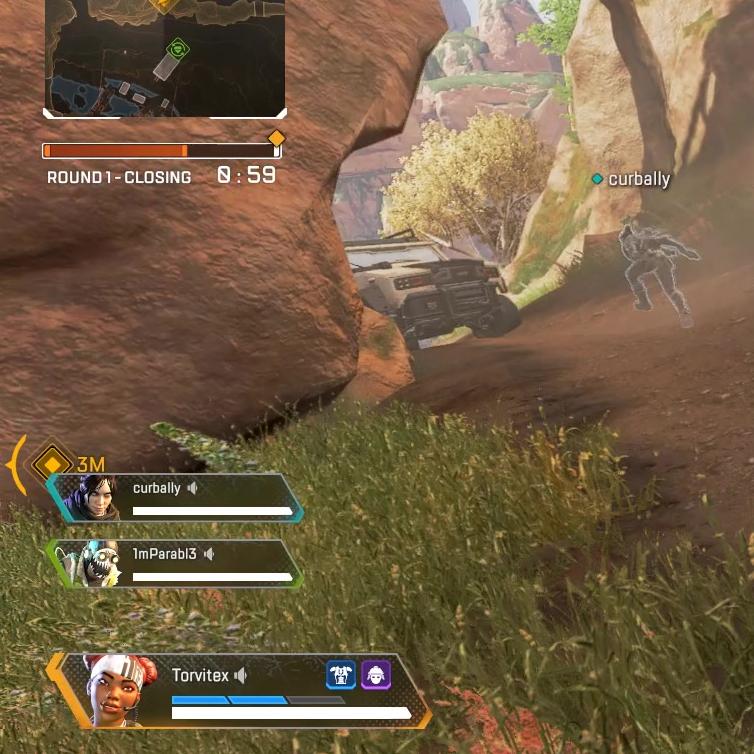 ROUND 1 - CLOSING 0:59
curbally
3M
curbally
1mParabl3
Torvitex